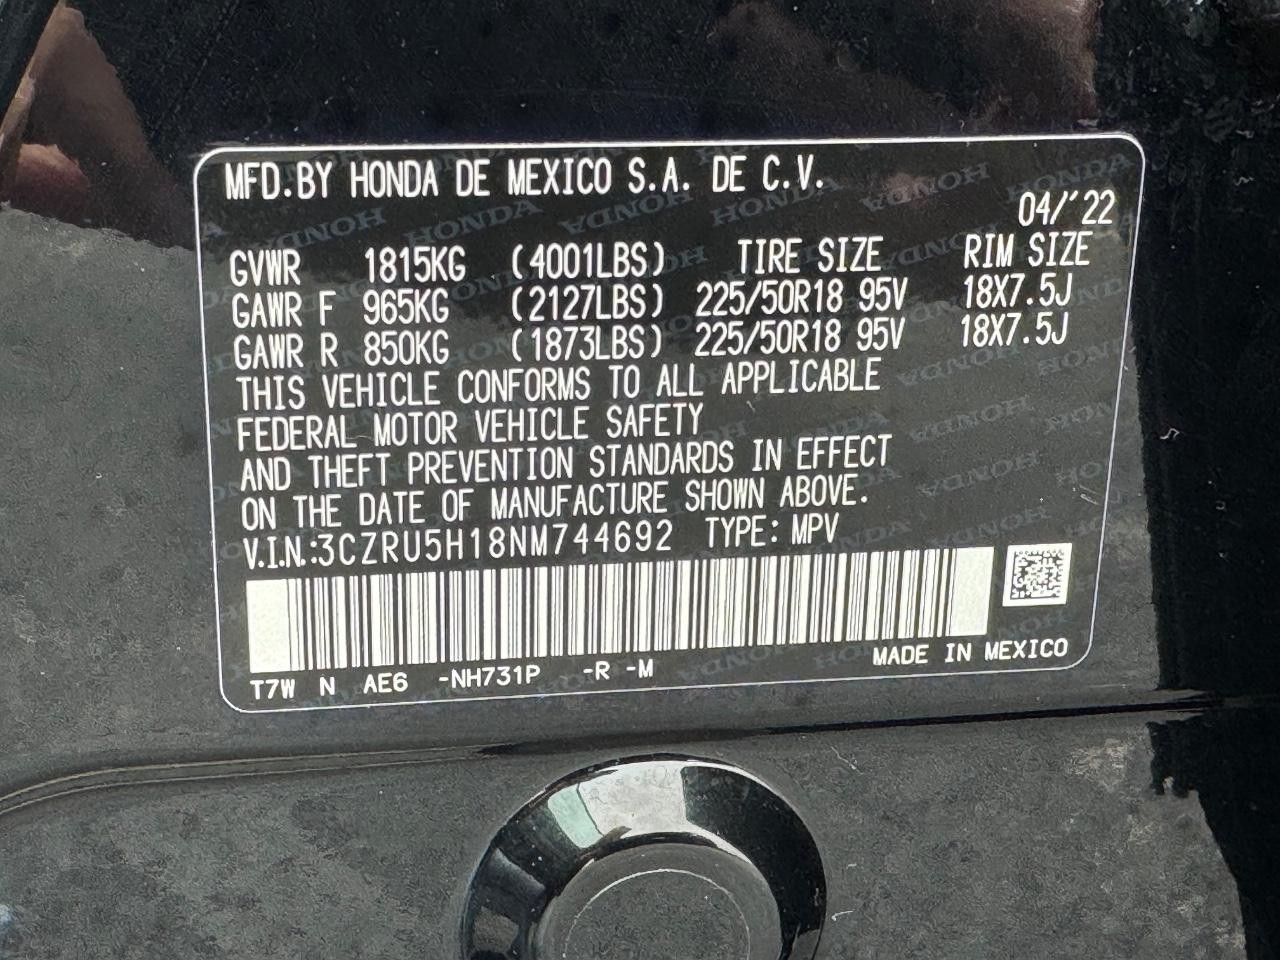 MFD.BY HONDA DE MEXICO S.A. DE C.V.
04/'22
GVWR 1815KG (4001LBS) TIRE SIZE RIM SIZE
GAWR F 965KG (2127LBS) 225/50R18 95V 18X7.5J
GAWR R 850KG (1873LBS) 225/50R18 95V 18X7.5J
THIS VEHICLE CONFORMS TO ALL APPLICABLE
FEDERAL MOTOR VEHICLE SAFETY
AND THEFT PREVENTION STANDARDS IN EFFECT
ON THE DATE OF MANUFACTURE SHOWN ABOVE.
V.I.N.:3CZRU5H18NM744692 TYPE: MPV
T7W N AE6 -NH731P -R -M MADE IN MEXICO